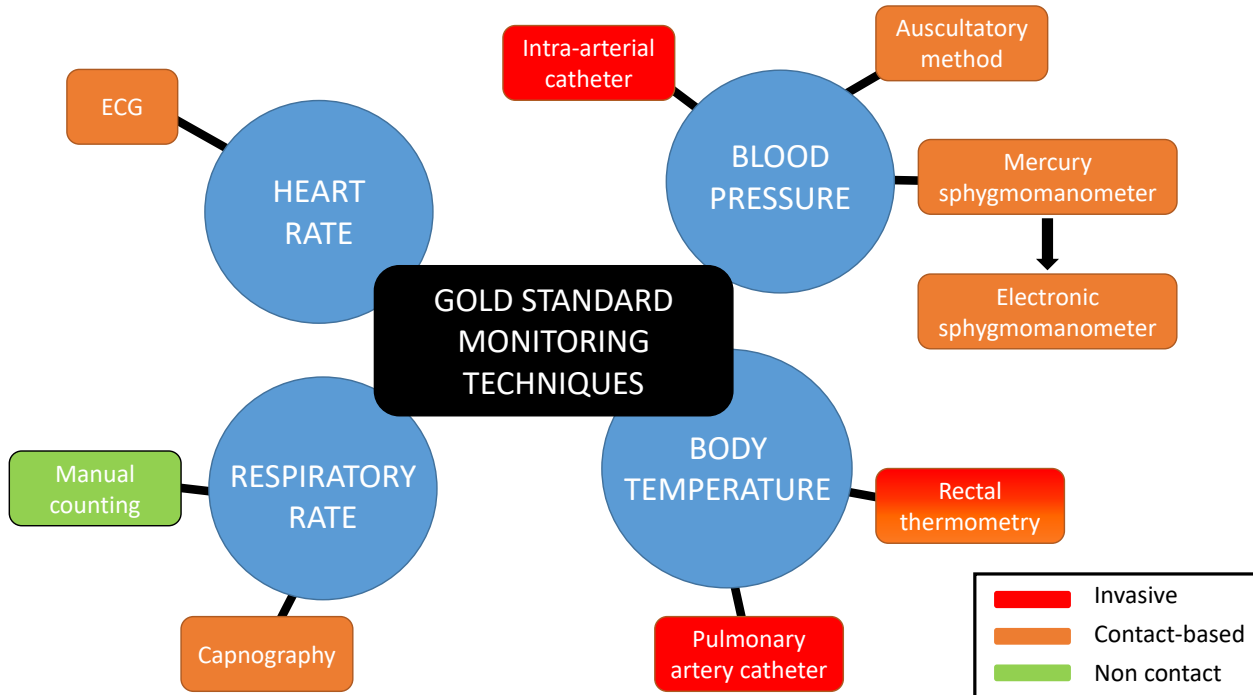 Intra-arterial
catheter
Auscultatory
method
ECG
HEART
RATE
BLOOD
PRESSURE
Mercury
sphygmomanometer
Electronic
sphygmomanometer
GOLD STANDARD
MONITORING
TECHNIQUES
Manual
counting
RESPIRATORY
RATE
BODY
TEMPERATURE
Rectal
thermometry
Capnography
Pulmonary
artery catheter
Invasive
Contact-based
Non contact